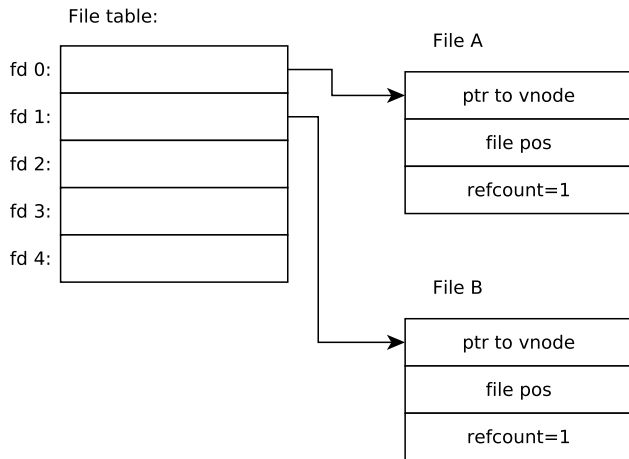 File table:
fd 0:
fd 1:
fd 2:
fd 3:
fd 4:
File A
ptr to vnode
file pos
refcount=1
File B
ptr to vnode
file pos
refcount=1